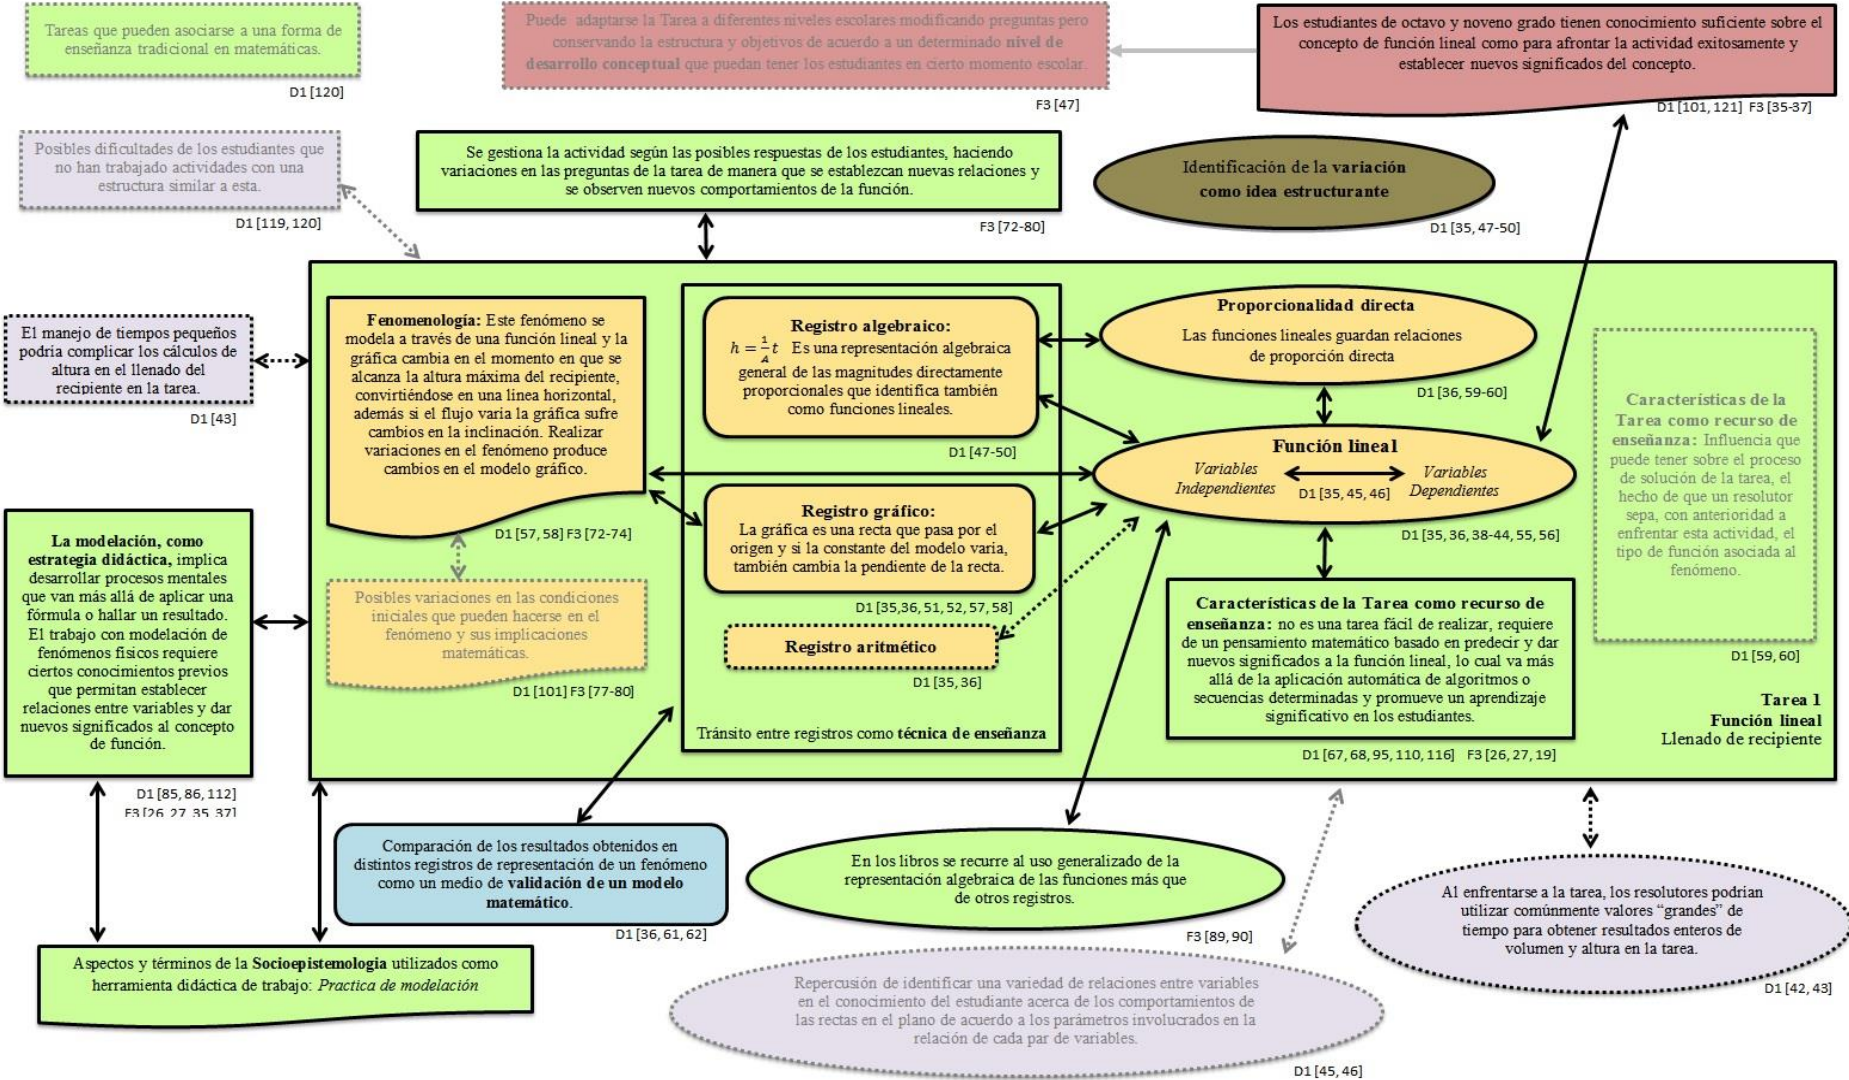 Tareas que pueden asociarse a una forma de
enseñanza tradicional en matemáticas.
D1 [120]
Puede adaptarse la Tarea a diferentes niveles escolares modificando preguntas pero
conservando la estructura y objetivos de acuerdo a un determinado nivel de
desarrollo conceptual que puedan tener los estudiantes en cierto momento escolar.
F3 [47]
Los estudiantes de octavo y noveno grado tienen conocimiento suficiente sobre el
concepto de función lineal como para afrontar la actividad exitosamente y
establecer nuevos significados del concepto.
D1 [101, 121] F3 [35-37]
Posibles dificultades de los estudiantes que
no han trabajado actividades con una
estructura similar a esta.
D1 [119, 120]
Se gestiona la actividad según las posibles respuestas de los estudiantes, haciendo
variaciones en las preguntas de la tarea de manera que se establezcan nuevas relaciones y
se observen nuevos comportamientos de la función.
F3 [72-80]
Identificación de la variación
como idea estructurante
D1 [35, 47-50]
El manejo de tiempos pequeños
podría complicar los cálculos de
altura en el llenado del
recipiente en la tarea.
D1 [43]
Fenomenología: Este fenómeno se
modela a través de una función lineal y la
gráfica cambia en el momento en que se
alcanza la altura máxima del recipiente,
convirtiéndose en una línea horizontal,
además si el flujo varia la gráfica sufre
cambios en la inclinación. Realizar
variaciones en el fenómeno produce
cambios en el modelo gráfico.
D1 [57, 58] F3 [72-74]
Posibles variaciones en las condiciones
iniciales que pueden hacerse en el
fenómeno y sus implicaciones
matemáticas.
D1 [101] F3 [77-80]
Registro algebraico:
h = 1/4 t Es una representación algebraica
general de las magnitudes directamente
proporcionales que identifica también
como funciones lineales.
D1 [47-50]
Registro gráfico:
La gráfica es una recta que pasa por el
origen y si la constante del modelo varía,
también cambia la pendiente de la recta.
D1 [35,36, 51, 52, 57, 58]
Registro aritmético
D1 [35, 36]
Tránsito entre registros como técnica de enseñanza
Proporcionalidad directa
Las funciones lineales guardan relaciones
de proporción directa
D1 [36, 59-60]
Función lineal
Variables
Independientes
D1 [35, 45, 46]
Variables
Dependientes
D1 [35, 36, 38-44, 55, 56]
Características de la Tarea como recurso de
enseñanza: no es una tarea fácil de realizar, requiere
de un pensamiento matemático basado en predecir y dar
nuevos significados a la función lineal, lo cual va más
allá de la aplicación automática de algoritmos o
secuencias determinadas y promueve un aprendizaje
significativo en los estudiantes.
D1 [67, 68, 95, 110, 116] F3 [26, 27, 19]
Características de la
Tarea como recurso de
enseñanza: Influencia que
puede tener sobre el proceso
de solución de la tarea, el
hecho de que un resolutor
sepa, con anterioridad a
enfrentar esta actividad, el
tipo de función asociada al
fenómeno.
D1 [59, 60]
Tarea 1
Función lineal
Llenado de recipiente
La modelación, como
estrategia didáctica, implica
desarrollar procesos mentales
que van más allá de aplicar una
fórmula o hallar un resultado.
El trabajo con modelación de
fenómenos físicos requiere
ciertos conocimientos previos
que permitan establecer
relaciones entre variables y dar
nuevos significados al concepto
de función.
D1 [85, 86, 112]
F3 [26, 27, 35, 37]
Comparación de los resultados obtenidos en
distintos registros de representación de un fenómeno
como un medio de validación de un modelo
matemático.
D1 [36, 61, 62]
En los libros se recurre al uso generalizado de la
representación algebraica de las funciones más que
de otros registros.
F3 [89, 90]
Al enfrentarse a la tarea, los resolutores podrían
utilizar comúnmente valores “grandes” de
tiempo para obtener resultados enteros de
volumen y altura en la tarea.
D1 [42, 43]
Aspectos y términos de la Socioepistemologia utilizados como
herramienta didáctica de trabajo: Practica de modelación
Repercusión de identificar una variedad de relaciones entre variables
en el conocimiento del estudiante acerca de los comportamientos de
las rectas en el plano de acuerdo a los parámetros involucrados en la
relación de cada par de variables.
D1 [45, 46]